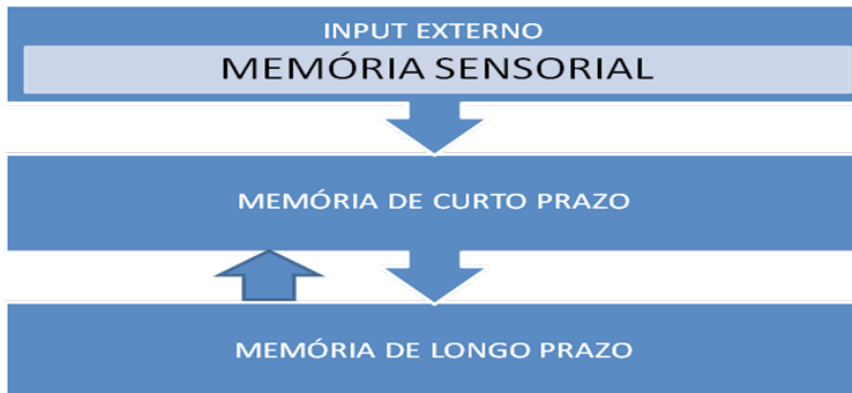 INPUT EXTERNO
MEMÓRIA SENSORIAL
MEMÓRIA DE CURTO PRAZO
MEMÓRIA DE LONGO PRAZO